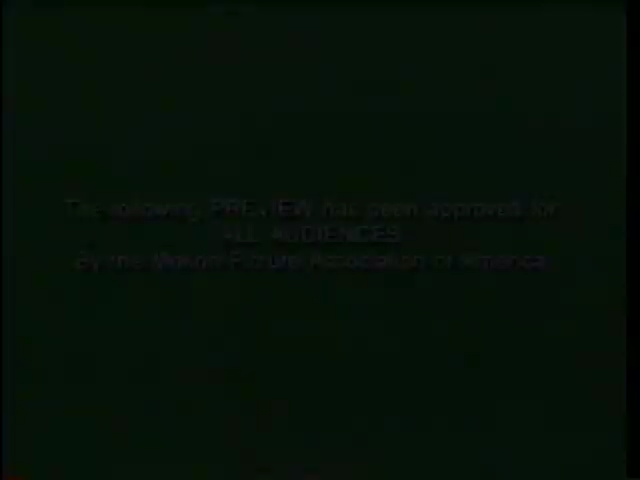 The following PREVIEW has been approved for
ALL AUDIENCES
By the Motion Picture Association of America